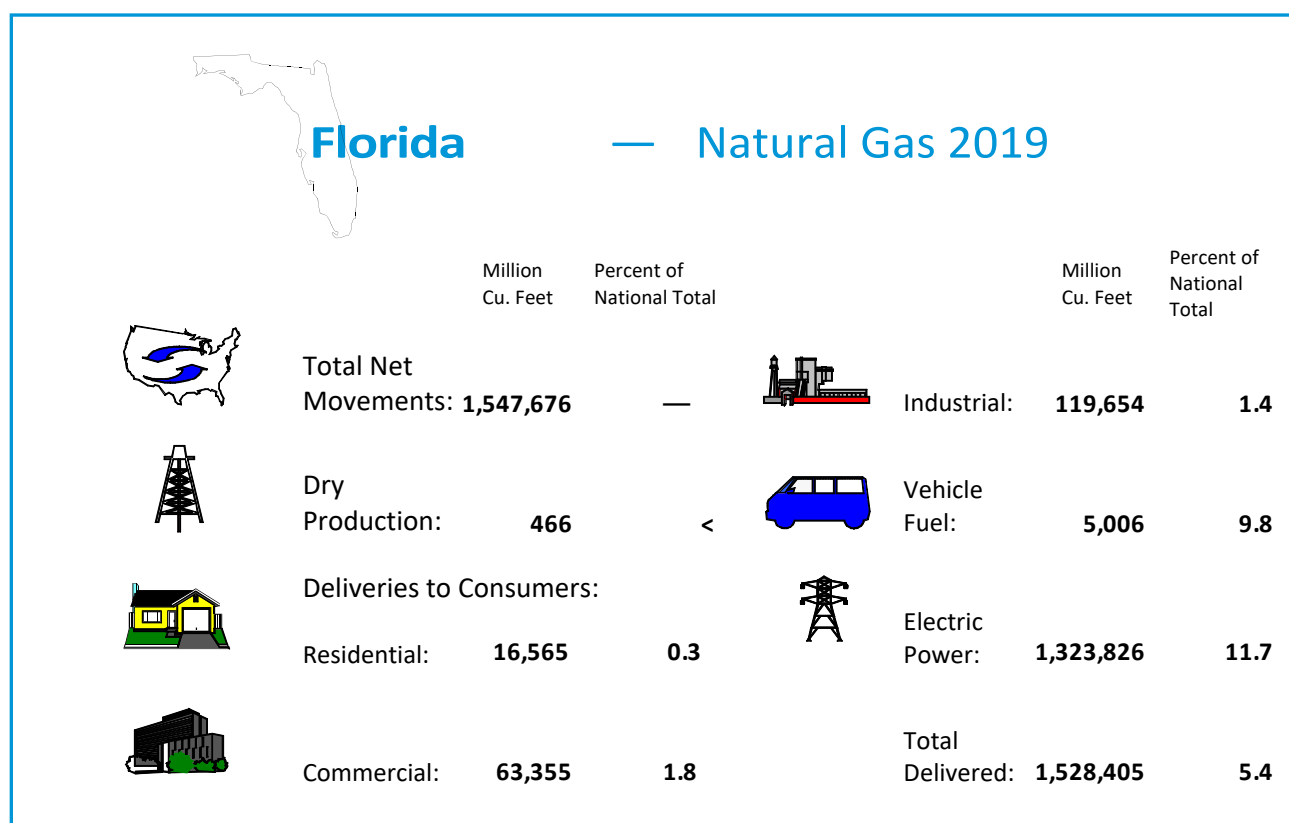 Florida — Natural Gas 2019
Million Cu. Feet
Percent of National Total
Million Cu. Feet
Percent of National Total
Total Net
Movements: 1,547,676 —
Industrial: 119,654 1.4
Dry
Production: 466 <
Vehicle
Fuel: 5,006 9.8
Deliveries to Consumers:
Residential: 16,565 0.3
Electric
Power: 1,323,826 11.7
Commercial: 63,355 1.8
Total
Delivered: 1,528,405 5.4